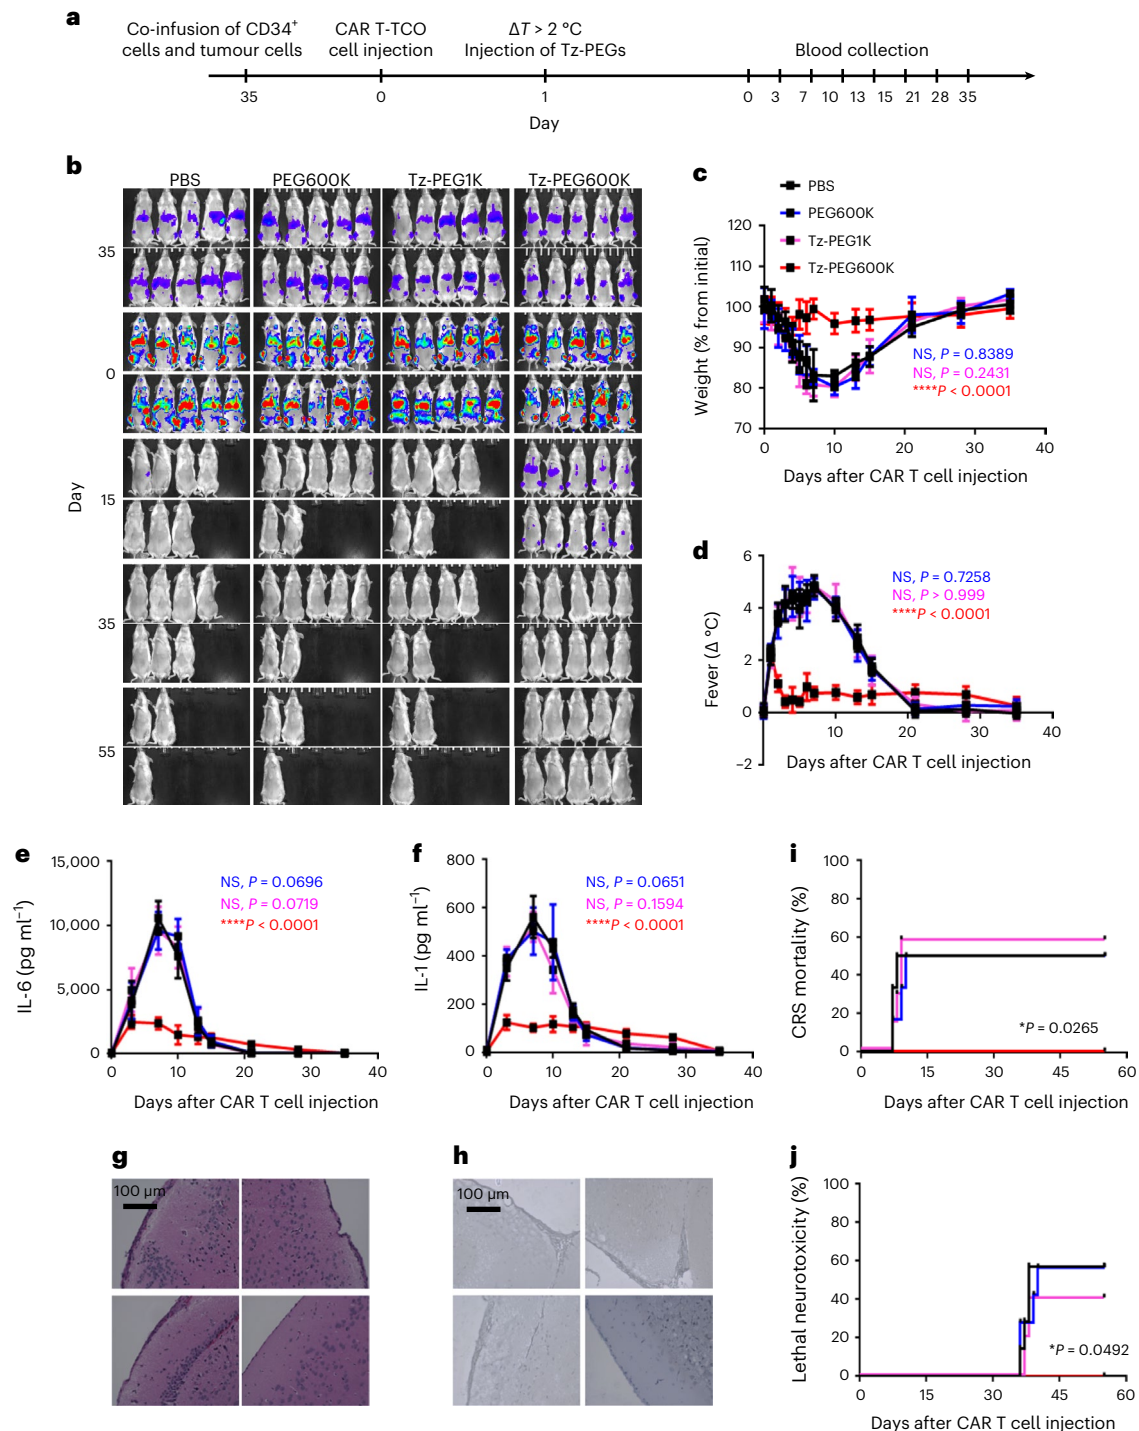 a
Co-infusion of CD34⁺
cells and tumour cells
CAR T-TCO
cell injection
ΔT > 2 °C
Injection of Tz-PEGs
Blood collection
35 0 1 0 3 7 10 13 15 21 28 35
Day
b
PBS PEG600K Tz-PEG1K Tz-PEG600K
35
0
15
35
55
Day
c
PBS
PEG600K
Tz-PEG1K
Tz-PEG600K
Weight (% from initial)
120
110
100
90
80
70
NS, P = 0.8389
NS, P = 0.2431
****P < 0.0001
0 10 20 30 40
Days after CAR T cell injection
d
Fever (Δ °C)
6
4
2
0
−2
NS, P = 0.7258
NS, P > 0.999
****P < 0.0001
10 20 30 40
Days after CAR T cell injection
e
IL-6 (pg ml⁻¹)
15,000
10,000
5,000
0
NS, P = 0.0696
NS, P = 0.0719
****P < 0.0001
0 10 20 30 40
Days after CAR T cell injection
f
IL-1 (pg ml⁻¹)
800
600
400
200
0
NS, P = 0.0651
NS, P = 0.1594
****P < 0.0001
0 10 20 30 40
Days after CAR T cell injection
i
CRS mortality (%)
100
80
60
40
20
0
*P = 0.0265
0 15 30 45 60
Days after CAR T cell injection
g
100 µm
h
100 µm
j
Lethal neurotoxicity (%)
100
80
60
40
20
0
*P = 0.0492
0 15 30 45 60
Days after CAR T cell injection